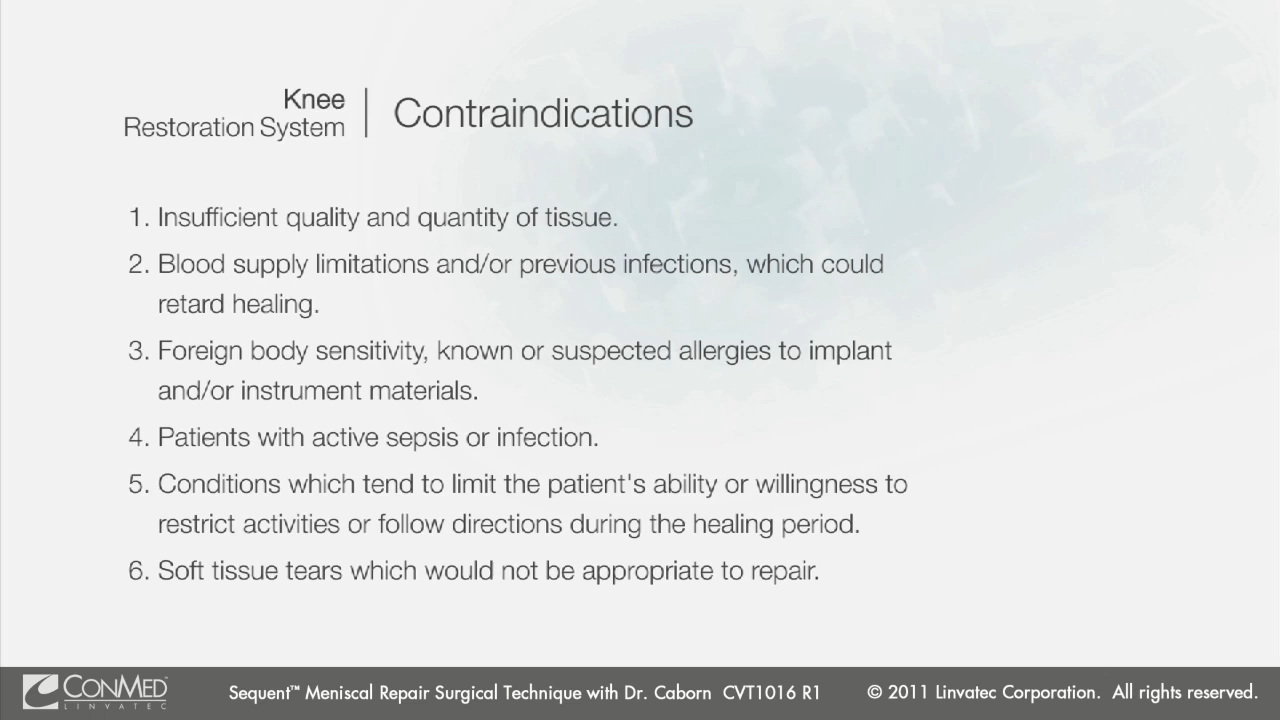 Knee
Restoration System
Contraindications
1. Insufficient quality and quantity of tissue.
2. Blood supply limitations and/or previous infections, which could
retard healing.
3. Foreign body sensitivity, known or suspected allergies to implant
and/or instrument materials.
4. Patients with active sepsis or infection.
5. Conditions which tend to limit the patient's ability or willingness to
restrict activities or follow directions during the healing period.
6. Soft tissue tears which would not be appropriate to repair.
CONMED™
LINVATEC
Sequent™ Meniscal Repair Surgical Technique with Dr. Caborn CVT1016 R1
© 2011 Linvatec Corporation. All rights reserved.